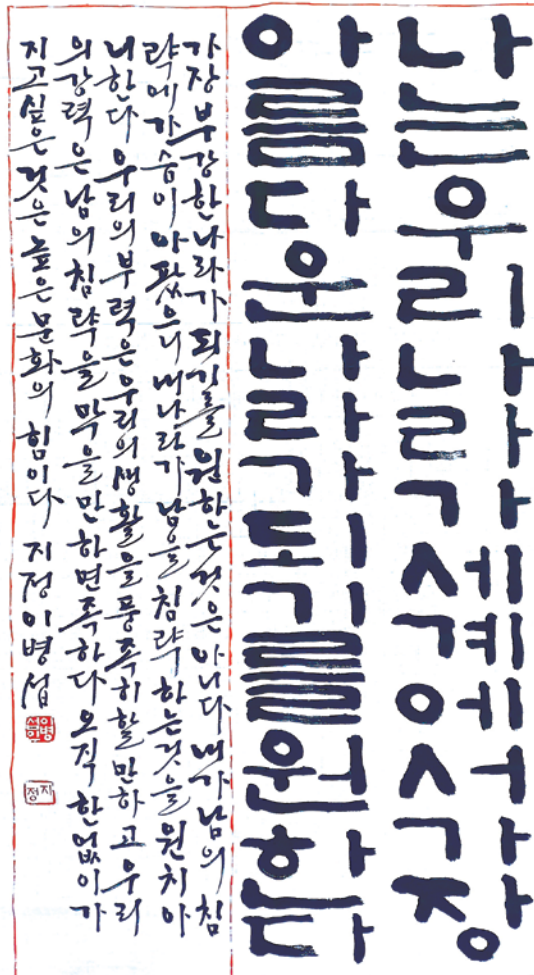 나는우리나라가세계에서가장
아름다운나라가되기를원한다
가장부강한나라가되기를원하는것은아니다내가남의침
략에가슴이아팠으니내나라가남을침략하는것을원치아
니한다우리의부력은우리의생활을풍족히할만하고우리
의강력은남의침략을막을만하면족하다오직한없이가
지고싶은것은높은문화의힘이다 지정이병섭
이병섭인
지정